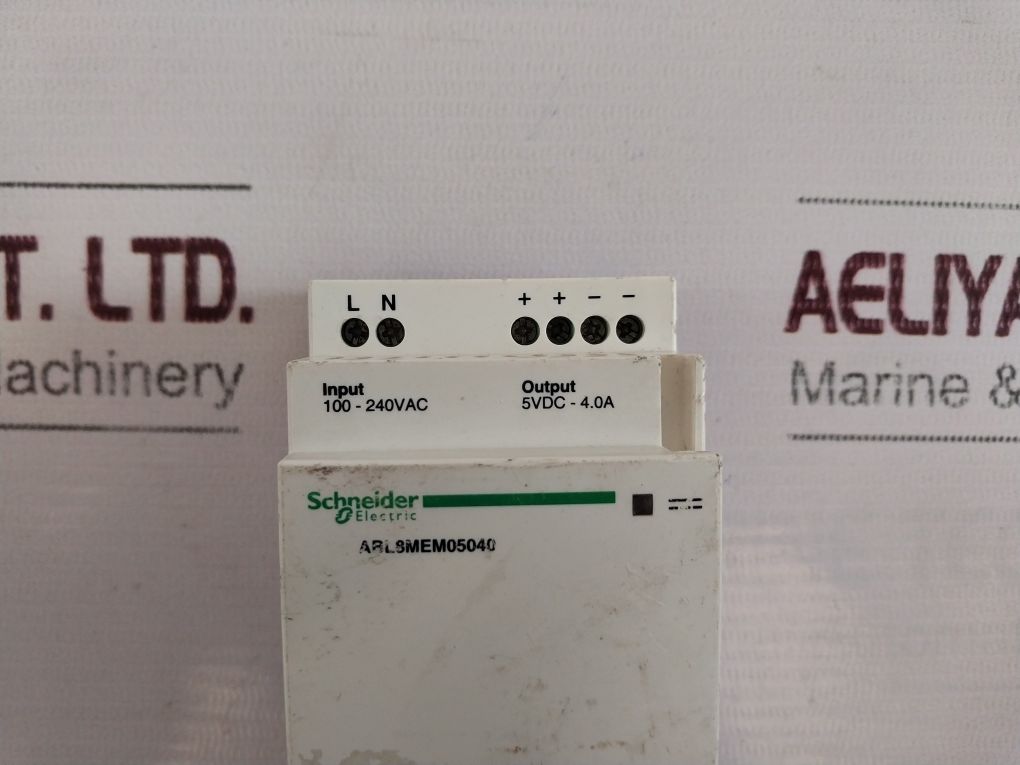 T. LTD.
achinery
AELIYA
Marine &
L N + + - -
Input
100 - 240VAC
Output
5VDC - 4.0A
Schneider
Electric
ABL8MEM05040